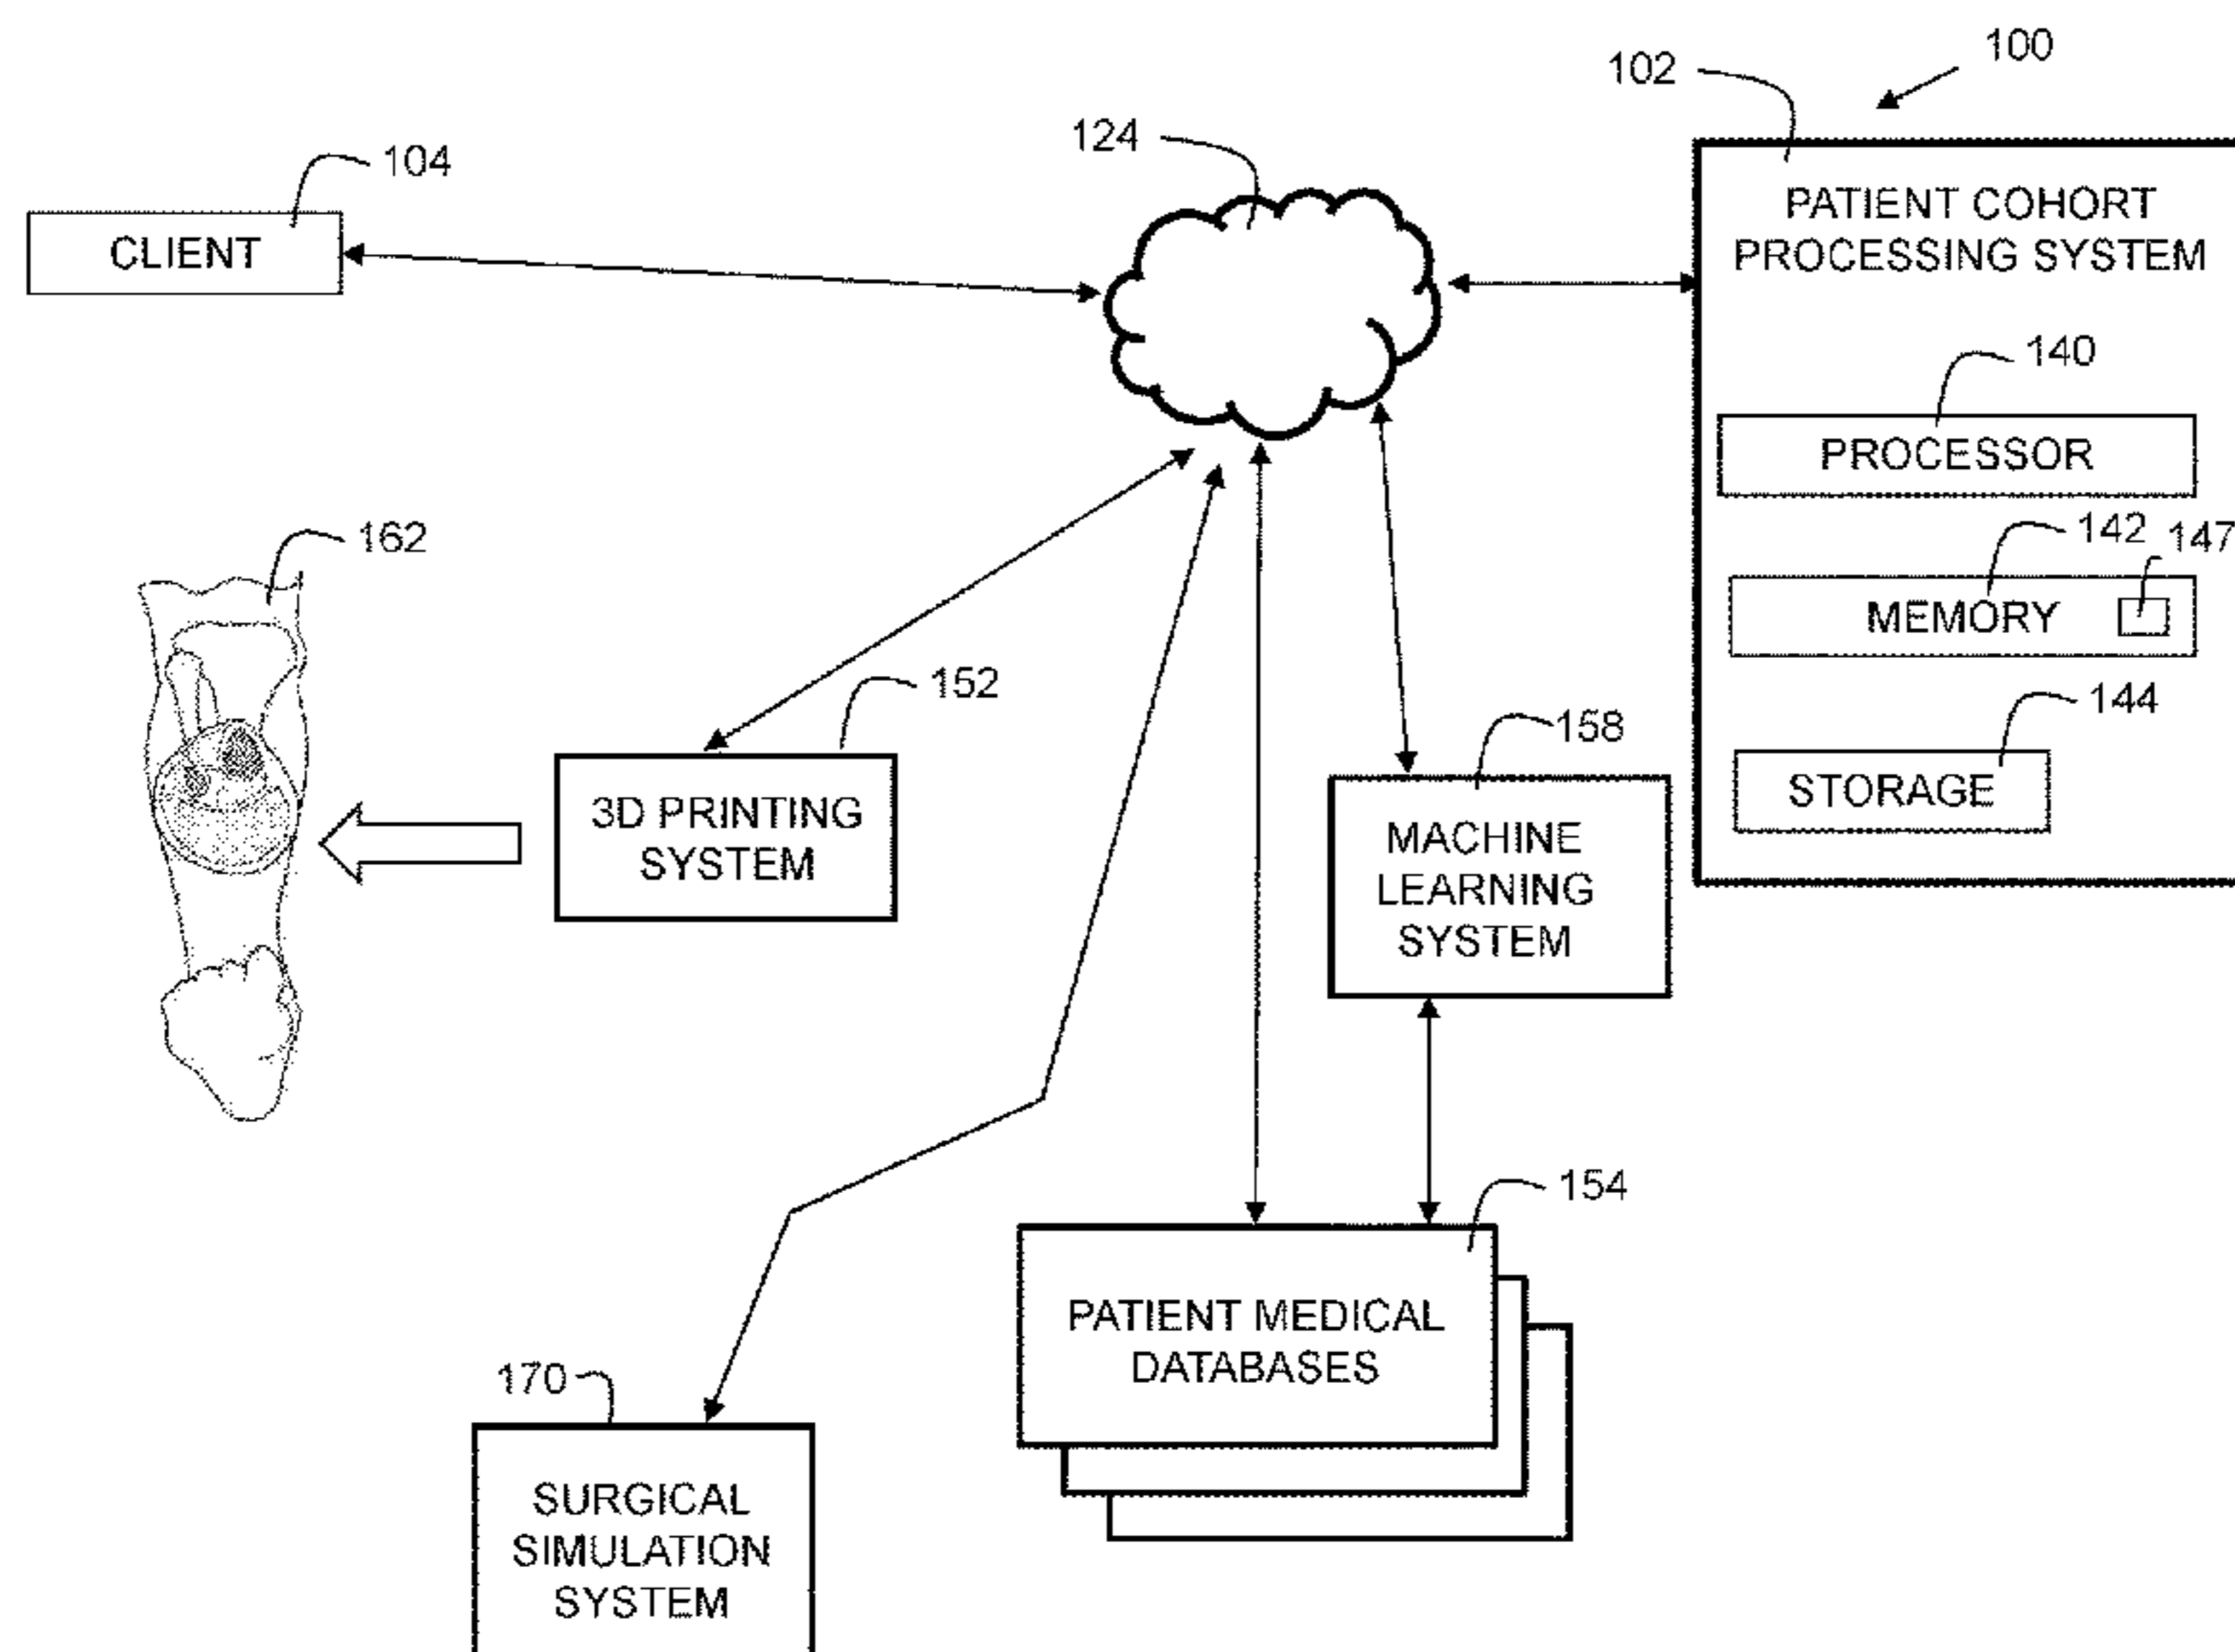 100
102
124
104
CLIENT
PATIENT COHORT
PROCESSING SYSTEM
140
PROCESSOR
142
147
MEMORY
144
STORAGE
162
152
3D PRINTING
SYSTEM
158
MACHINE
LEARNING
SYSTEM
154
PATIENT MEDICAL
DATABASES
170
SURGICAL
SIMULATION
SYSTEM